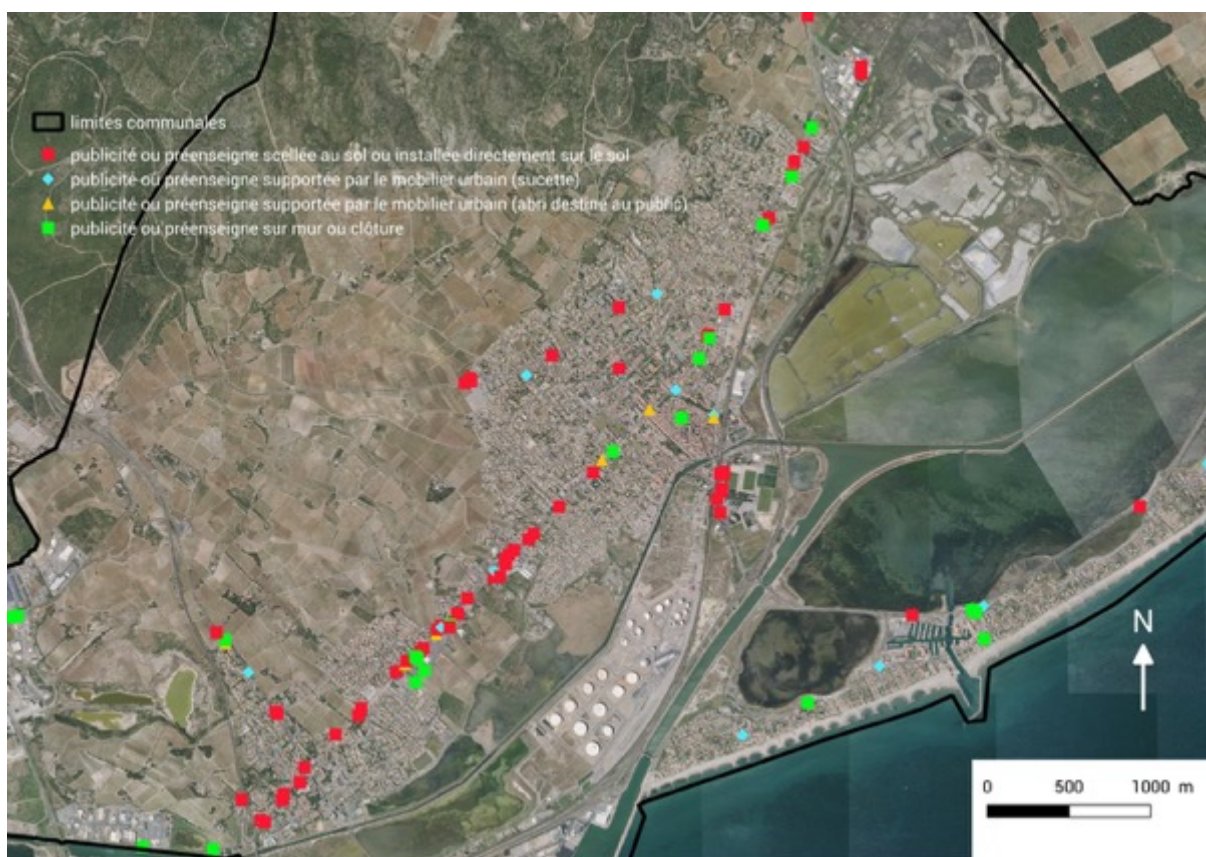 limites communales
publicité ou préenseigne scellée au sol ou installée directement sur le sol
publicité ou préenseigne supportée par le mobilier urbain (sucette)
publicité ou préenseigne supportée par le mobilier urbain (abri destiné au public)
publicité ou préenseigne sur mur ou clôture
N
0 500 1000 m